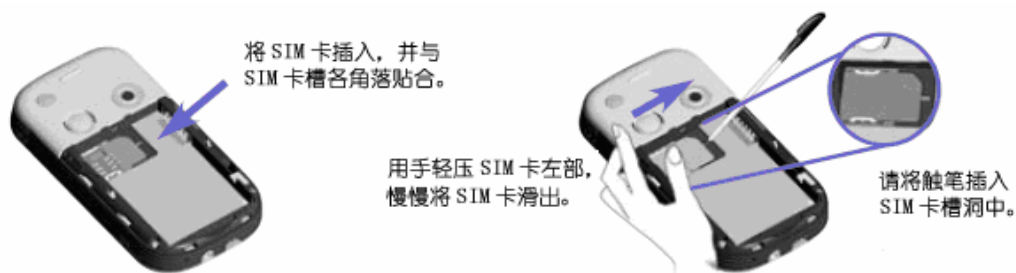 将 SIM 卡插入，并与
SIM 卡槽各角落贴合。
用手轻压 SIM 卡左部，
慢慢将 SIM 卡滑出。
请将触笔插入
SIM 卡槽洞中。